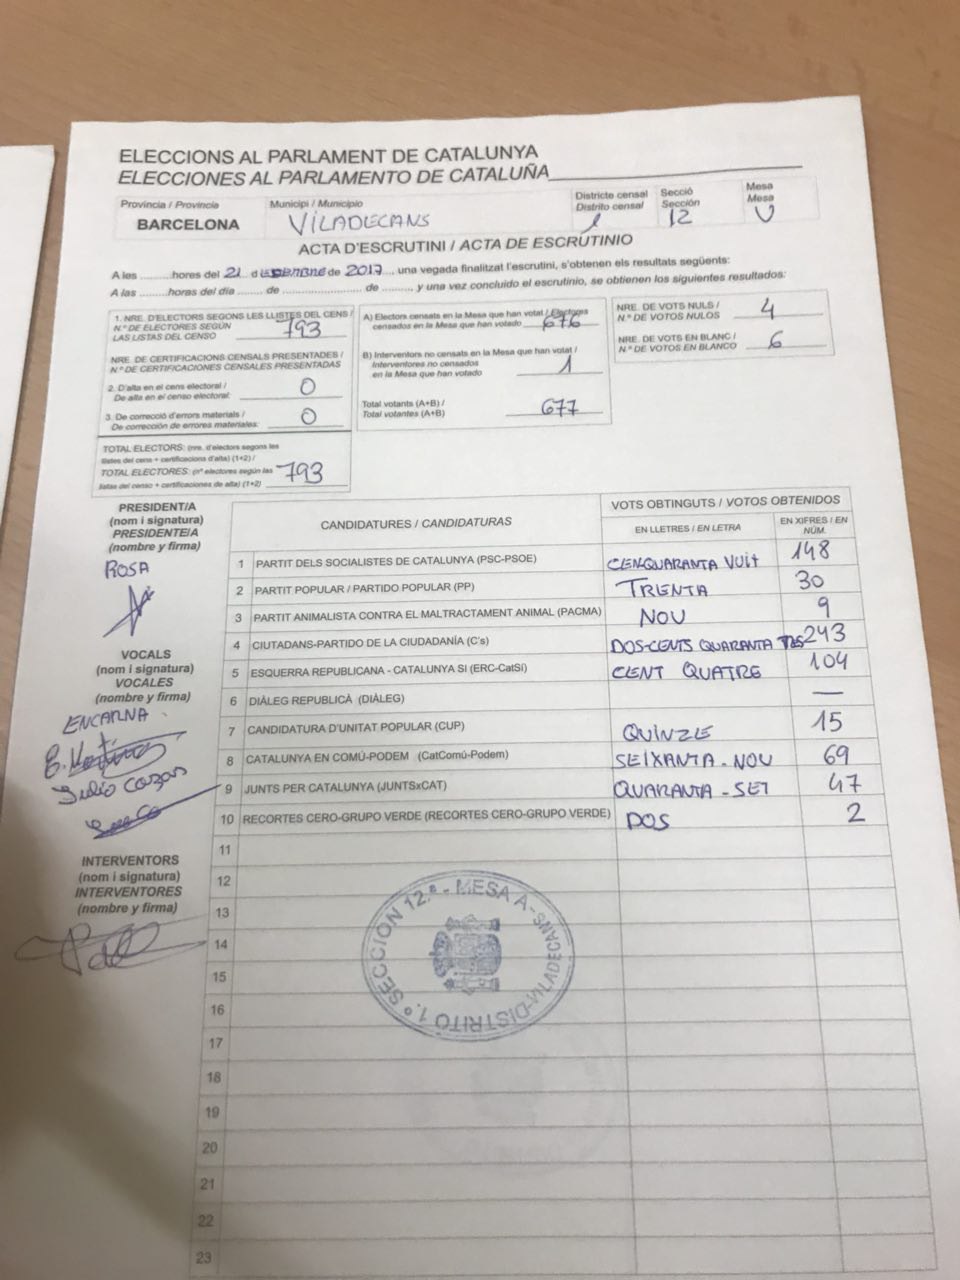 ELECCIONS AL PARLAMENT DE CATALUNYA
ELECCIONES AL PARLAMENTO DE CATALUÑA
Provincia / Provincia
BARCELONA
Municipi / Municipio
VILADECANS
Districte censal
Distrito censal
1
Secció
Sección
12
Mesa
Mesa
U
ACTA D'ESCRUTINI / ACTA DE ESCRUTINIO
A les .........hores del 21 d de 2017, una vegada finalitzat l'escrutini, s'obtenen els resultats següents:
A las .........horas del día ...... de ........................ de ........, y una vez concluido el escrutinio, se obtienen los siguientes resultados:
1. NRE. D'ELECTORS SEGONS LES LLISTES DEL CENS /
N.º DE ELECTORES SEGÚN
LAS LISTAS DEL CENSO
793
NRE. DE CERTIFICACIONS CENSALS PRESENTADES /
N.º DE CERTIFICACIONES CENSALES PRESENTADAS
2. D'alta en el cens electoral /
De alta en el censo electoral:
0
3. De correcció d'errors materials /
De corrección de errores materiales:
0
TOTAL ELECTORS: (nre. d'electors segons les
llistes del cens + certificacions d'alta) (1+2) /
TOTAL ELECTORES: (nº electores según las
listas del censo + certificaciones de alta) (1+2)
793
A) Electors censats en la Mesa que han votat / Electores
censados en la Mesa que han votado
676
B) Interventors no censats en la Mesa que han votat /
Interventores no censados
en la Mesa que han votado
1
Total votants (A+B) /
Total votantes (A+B)
677
NRE. DE VOTS NULS /
N.º DE VOTOS NULOS
4
NRE. DE VOTS EN BLANC /
N.º DE VOTOS EN BLANCO
6
PRESIDENT/A
(nom i signatura)
PRESIDENTE/A
(nombre y firma)
ROSA
VOCALS
(nom i signatura)
VOCALES
(nombre y firma)
ENCARNA
Julio
INTERVENTORS
(nom i signatura)
INTERVENTORES
(nombre y firma)
CANDIDATURES / CANDIDATURAS
VOTS OBTINGUTS / VOTOS OBTENIDOS
EN LLETRES / EN LETRA
EN XIFRES / EN NÚM.
1 PARTIT DELS SOCIALISTES DE CATALUNYA (PSC-PSOE) CENQUARANTA VUIT 148
2 PARTIT POPULAR / PARTIDO POPULAR (PP) TRENTA 30
3 PARTIT ANIMALISTA CONTRA EL MALTRACTAMENT ANIMAL (PACMA) NOU 9
4 CIUTADANS-PARTIDO DE LA CIUDADANÍA (C's) DOS-CENTS QUARANTA TRES 243
5 ESQUERRA REPUBLICANA - CATALUNYA SI (ERC-CatSí) CENT QUATRE 104
6 DIÀLEG REPUBLICÀ (DIÀLEG) —
7 CANDIDATURA D'UNITAT POPULAR (CUP) QUINZE 15
8 CATALUNYA EN COMÚ-PODEM (CatComú-Podem) SEIXANTA-NOU 69
9 JUNTS PER CATALUNYA (JUNTSxCAT) QUARANTA-SET 47
10 RECORTES CERO-GRUPO VERDE (RECORTES CERO-GRUPO VERDE) DOS 2
11
12
13
14
15
16
17
18
19
20
21
22
23
DISTRITO 1.º SECCION 12.ª - MESA A - VILADECANS